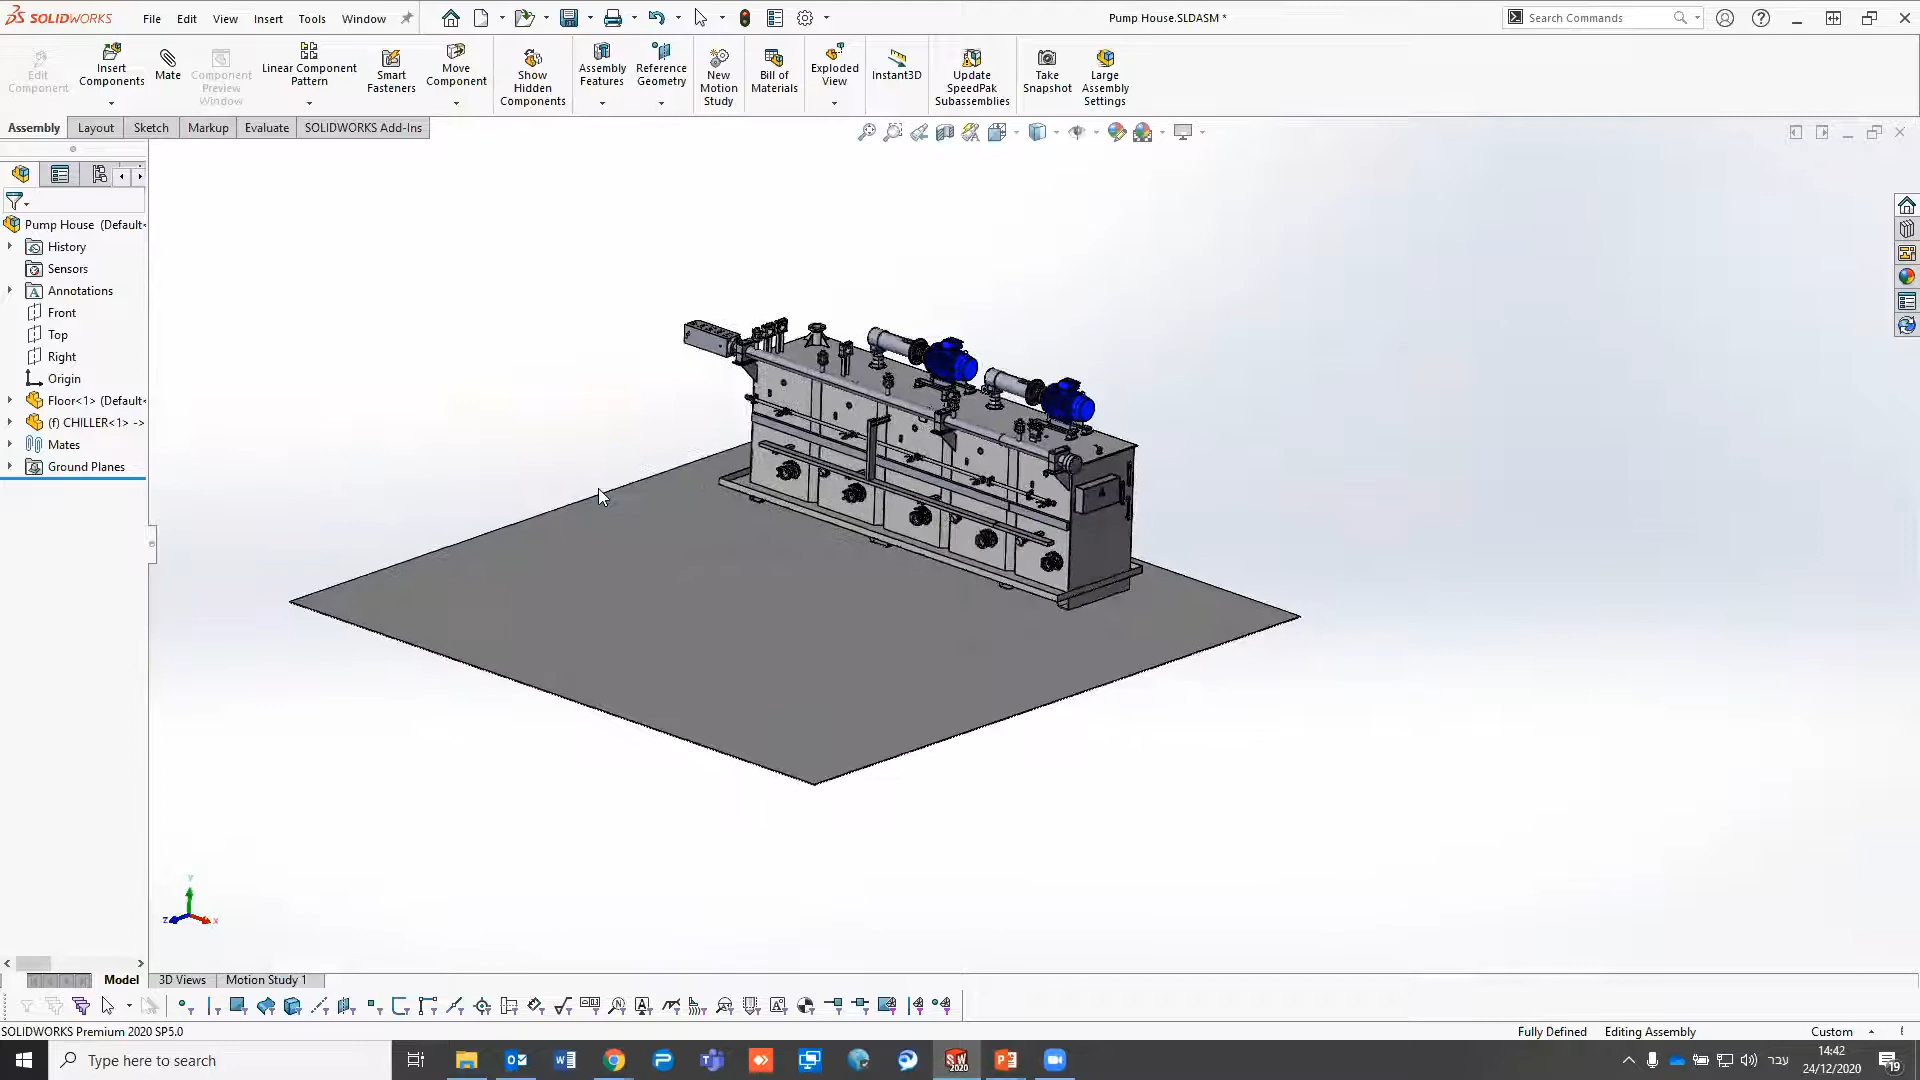 SOLIDWORKS File Edit View Insert Tools Window Pump House.SLDASM * Search Commands
Edit Component
Insert Components
Mate
Component Preview Window
Linear Component Pattern
Smart Fasteners
Move Component
Show Hidden Components
Assembly Features
Reference Geometry
New Motion Study
Bill of Materials
Exploded View
Instant3D
Update SpeedPak Subassemblies
Take Snapshot
Large Assembly Settings
Assembly Layout Sketch Markup Evaluate SOLIDWORKS Add-Ins
Pump House (Default<
History
Sensors
Annotations
Front
Top
Right
Origin
Floor<1> (Default<
(f) CHILLER<1> ->
Mates
Ground Planes
Y
Z X
Model 3D Views Motion Study 1
SOLIDWORKS Premium 2020 SP5.0 Fully Defined Editing Assembly Custom
Type here to search
עבר
14:42
24/12/2020
19